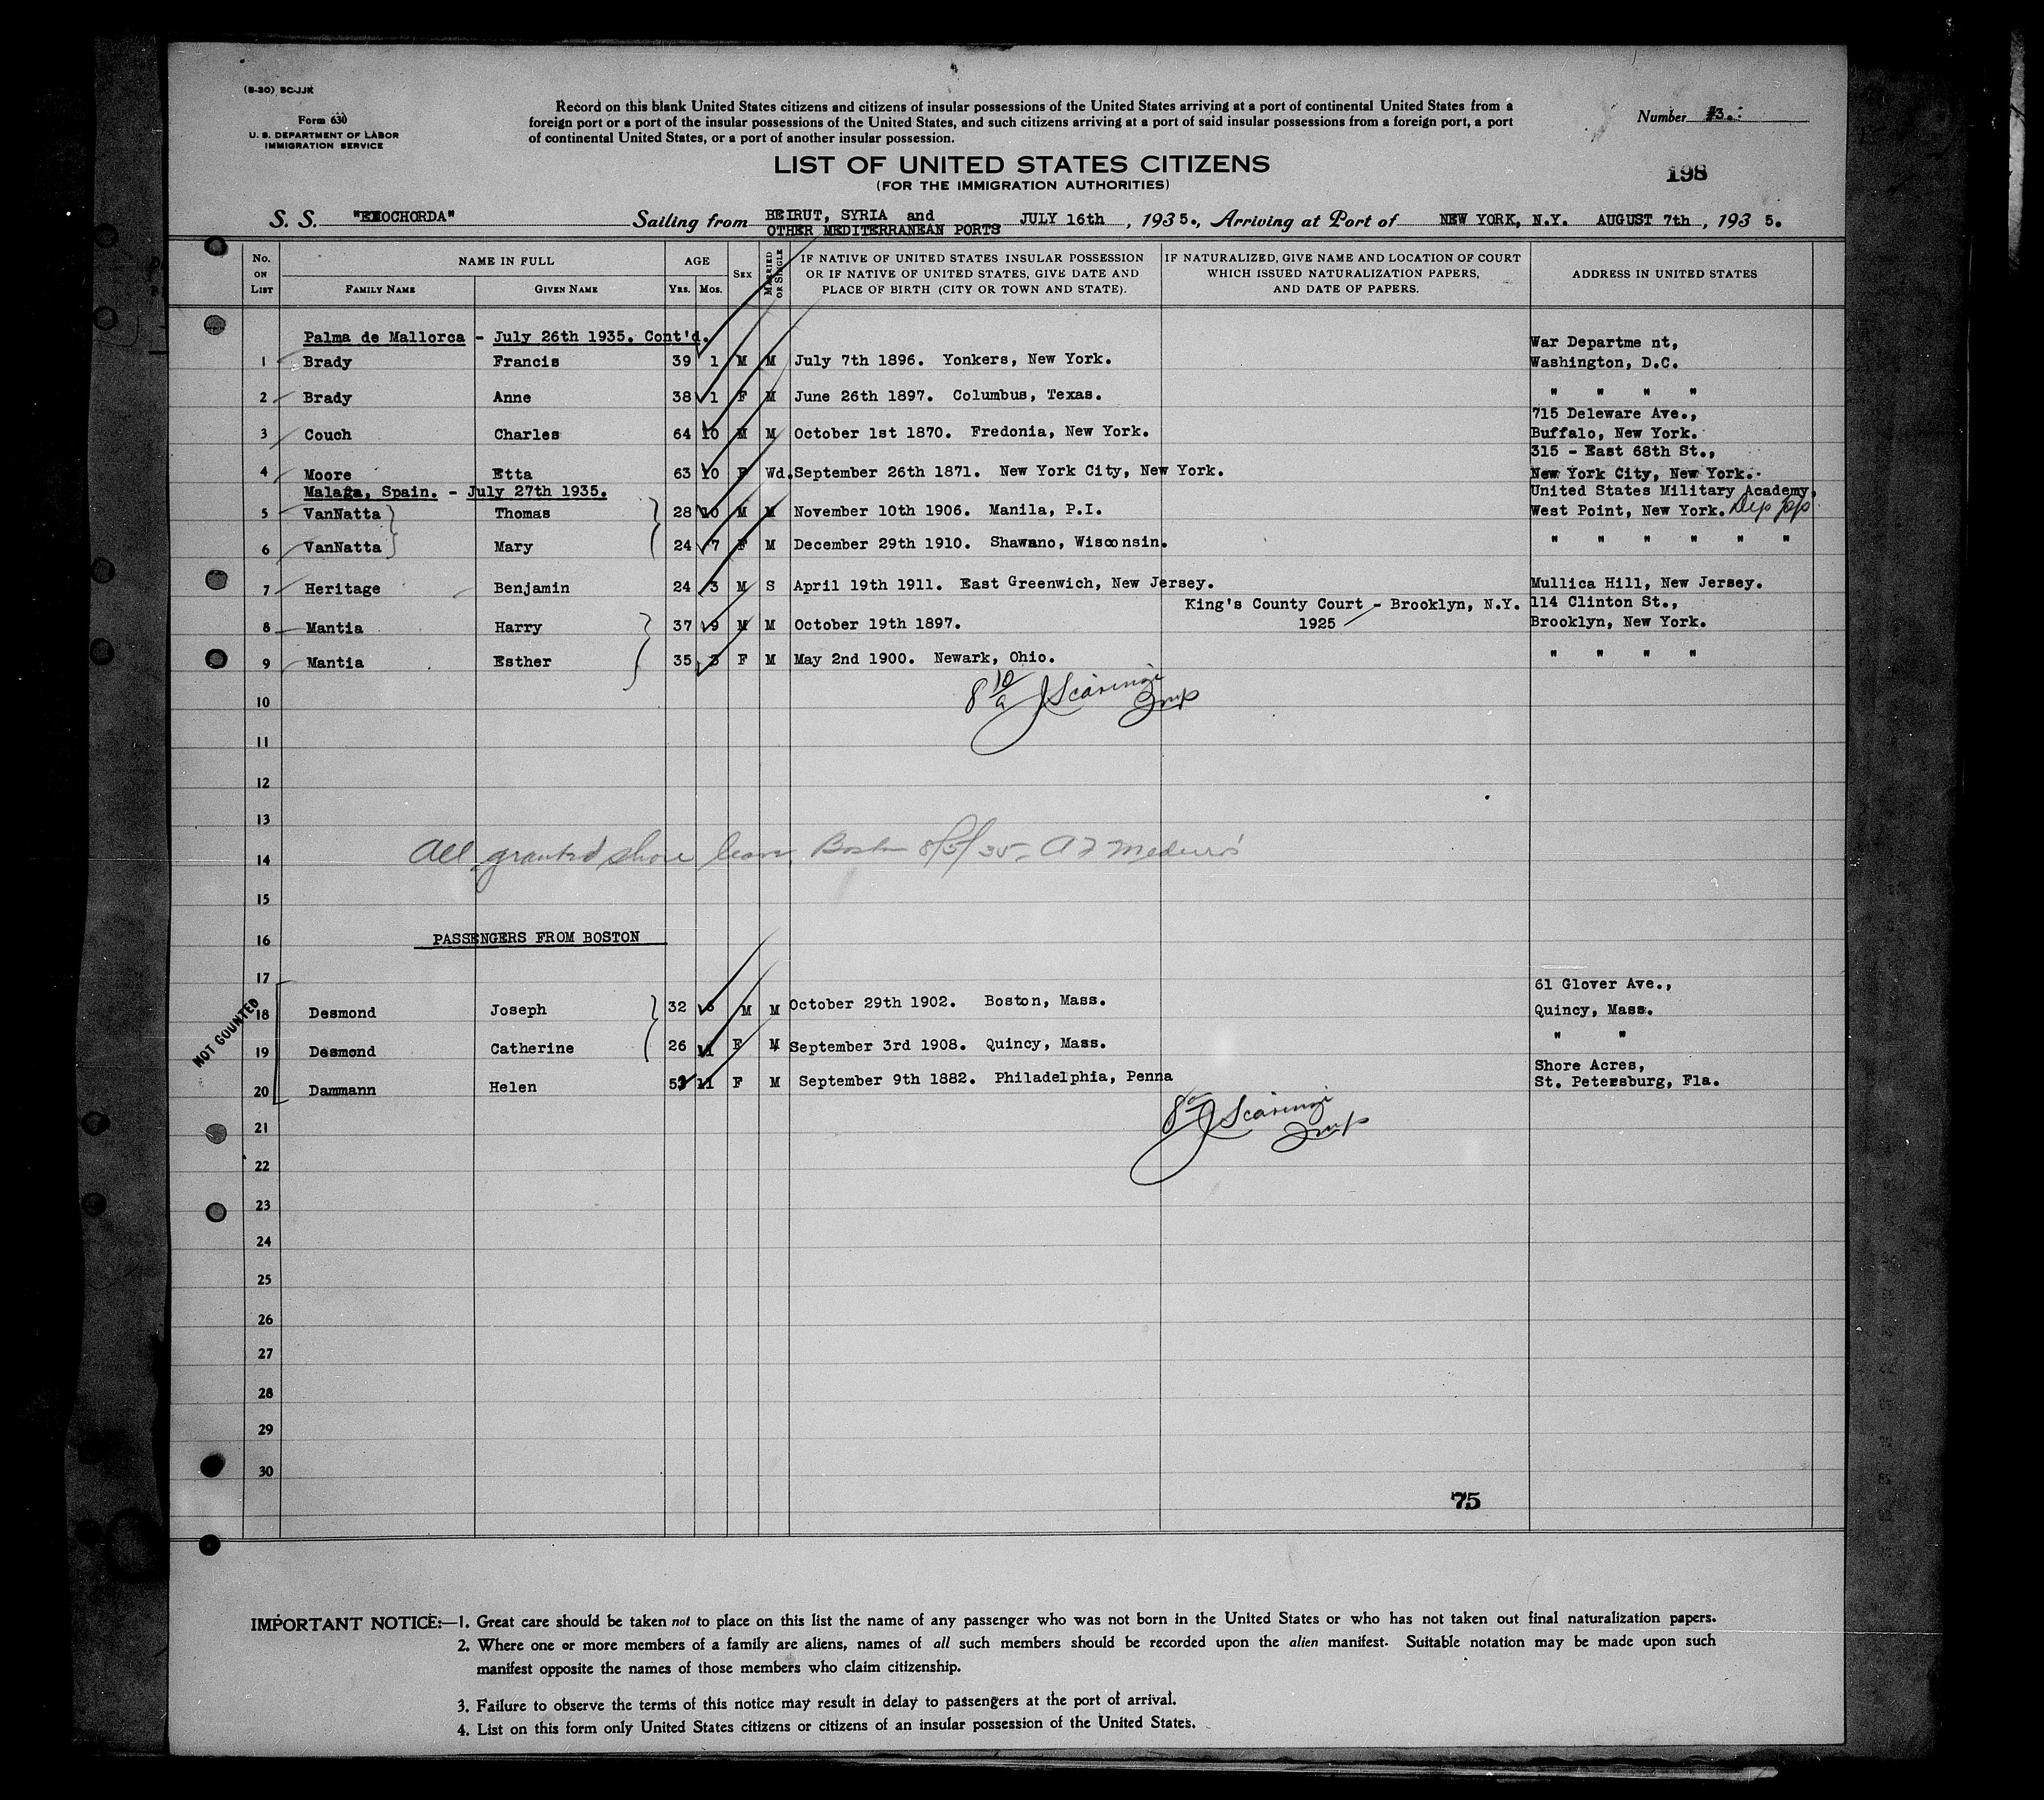 (8-30) SC-JJK
Form 630
U. S. DEPARTMENT OF LABOR
IMMIGRATION SERVICE
Record on this blank United States citizens and citizens of insular possessions of the United States arriving at a port of continental United States from a
foreign port or a port of the insular possessions of the United States, and such citizens arriving at a port of said insular possessions from a foreign port, a port
of continental United States, or a port of another insular possession.
Number 3.
LIST OF UNITED STATES CITIZENS
(FOR THE IMMIGRATION AUTHORITIES)
198
S. S. "EXOCHORDA" Sailing from BEIRUT, SYRIA and OTHER MEDITERRANEAN PORTS JULY 16th, 1935., Arriving at Port of NEW YORK, N.Y. AUGUST 7th, 1935.
No. ON LIST NAME IN FULL FAMILY NAME GIVEN NAME AGE YRS. MOS. SEX MARRIED OR SINGLE IF NATIVE OF UNITED STATES INSULAR POSSESSION OR IF NATIVE OF UNITED STATES, GIVE DATE AND PLACE OF BIRTH (CITY OR TOWN AND STATE). IF NATURALIZED, GIVE NAME AND LOCATION OF COURT WHICH ISSUED NATURALIZATION PAPERS, AND DATE OF PAPERS. ADDRESS IN UNITED STATES
Palma de Mallorca - July 26th 1935. Cont'd.
War Departme nt,
1 Brady Francis 39 1 M M July 7th 1896. Yonkers, New York. Washington, D.C.
2 Brady Anne 38 1 F M June 26th 1897. Columbus, Texas. " " " "
715 Deleware Ave.,
3 Couch Charles 64 10 M M October 1st 1870. Fredonia, New York. Buffalo, New York.
315 - East 68th St.,
4 Moore Etta 63 10 F Wd. September 26th 1871. New York City, New York. New York City, New York.
Malaga, Spain. - July 27th 1935. United States Military Academy,
5 VanNatta Thomas 28 10 M M November 10th 1906. Manila, P.I. West Point, New York.
6 VanNatta Mary 24 7 F M December 29th 1910. Shawano, Wisconsin. " " " " " "
7 Heritage Benjamin 24 3 M S April 19th 1911. East Greenwich, New Jersey. Mullica Hill, New Jersey.
King's County Court - Brooklyn, N.Y. 114 Clinton St.,
8 Mantia Harry 37 9 M M October 19th 1897. 1925 Brooklyn, New York.
9 Mantia Esther 35 3 F M May 2nd 1900. Newark, Ohio. " " " "
8 10/a J Scaringi Insp
10
11
12
13
14 All granted shore leave Boston 8/5/35 - A J Medeiros
15
16 PASSENGERS FROM BOSTON
17 61 Glover Ave.,
NOT COUNTED
18 Desmond Joseph 32 M M October 29th 1902. Boston, Mass. Quincy, Mass.
19 Desmond Catherine 26 11 F M September 3rd 1908. Quincy, Mass. " "
Shore Acres,
20 Dammann Helen 11 F M September 9th 1882. Philadelphia, Penna St. Petersburg, Fla.
J Scaringi Insp
21
22
23
24
25
26
27
28
29
30
75
IMPORTANT NOTICE:—1. Great care should be taken not to place on this list the name of any passenger who was not born in the United States or who has not taken out final naturalization papers.
2. Where one or more members of a family are aliens, names of all such members should be recorded upon the alien manifest. Suitable notation may be made upon such
manifest opposite the names of those members who claim citizenship.
3. Failure to observe the terms of this notice may result in delay to passengers at the port of arrival.
4. List on this form only United States citizens or citizens of an insular possession of the United States.